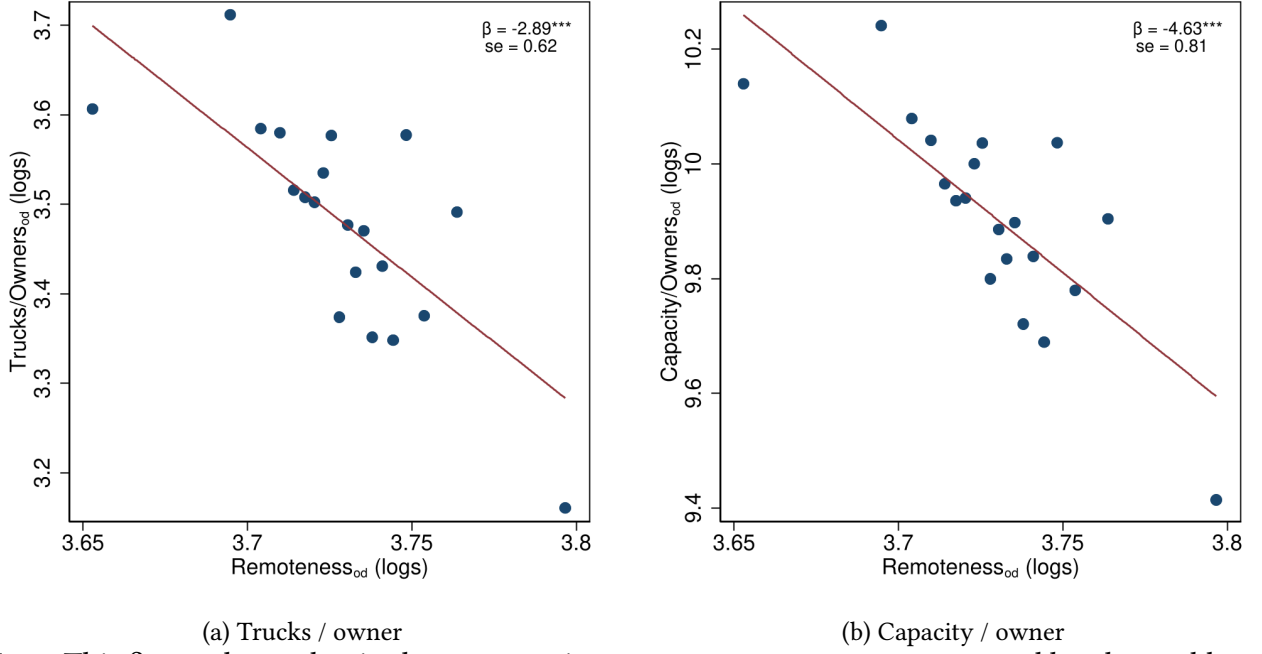 β = -2.89***
se = 0.62
Trucks/Owners_od (logs)
3.7
3.6
3.5
3.4
3.3
3.2
3.65 3.7 3.75 3.8
Remoteness_od (logs)
(a) Trucks / owner
β = -4.63***
se = 0.81
Capacity/Owners_od (logs)
10.2
10
9.8
9.6
9.4
3.65 3.7 3.75 3.8
Remoteness_od (logs)
(b) Capacity / owner